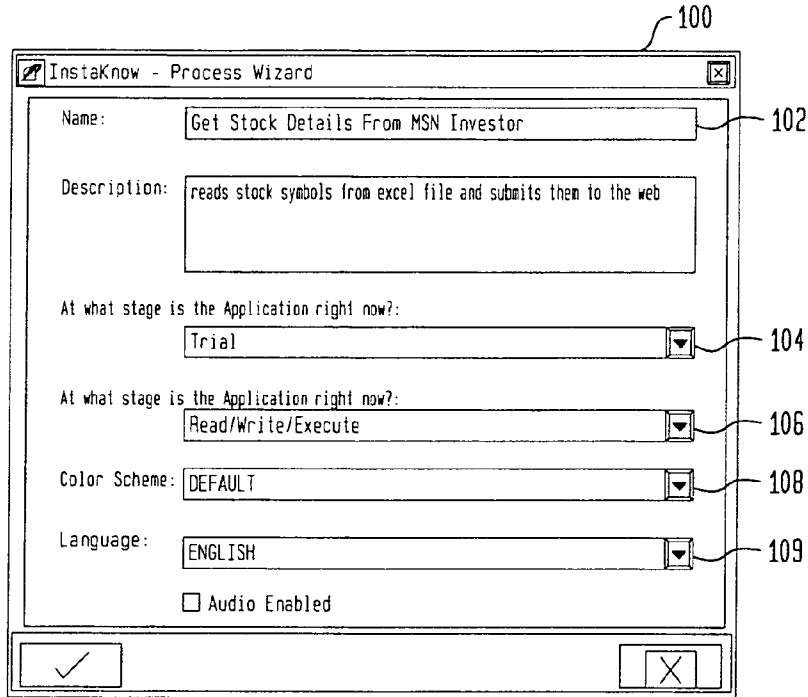 100
InstaKnow - Process Wizard
Name: Get Stock Details From MSN Investor 102
Description: reads stock symbols from excel file and submits them to the web
At what stage is the Application right now?:
Trial 104
At what stage is the Application right now?:
Read/Write/Execute 106
Color Scheme: DEFAULT 108
Language: ENGLISH 109
Audio Enabled